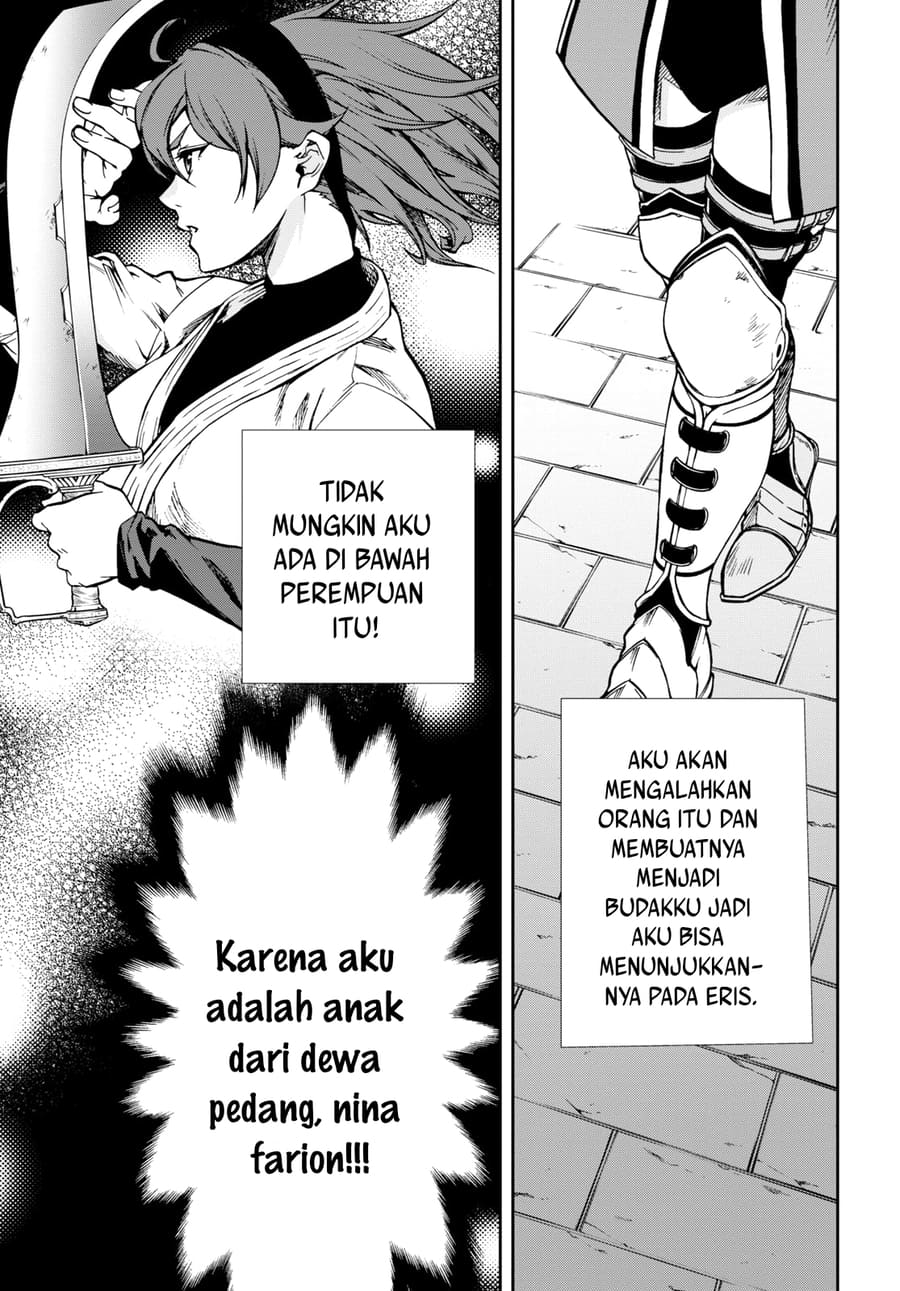 AKU AKAN
MENGALAHKAN
ORANG ITU DAN
MEMBUATNYA
MENJADI
BUDAKKU JADI
AKU BISA
MENUNJUKKAN-
NYA PADA ERIS.
TIDAK
MUNGKIN AKU
ADA DI BAWAH
PEREMPUAN
ITU!
Karena aku
adalah anak
dari dewa
pedang, nina
farion!!!